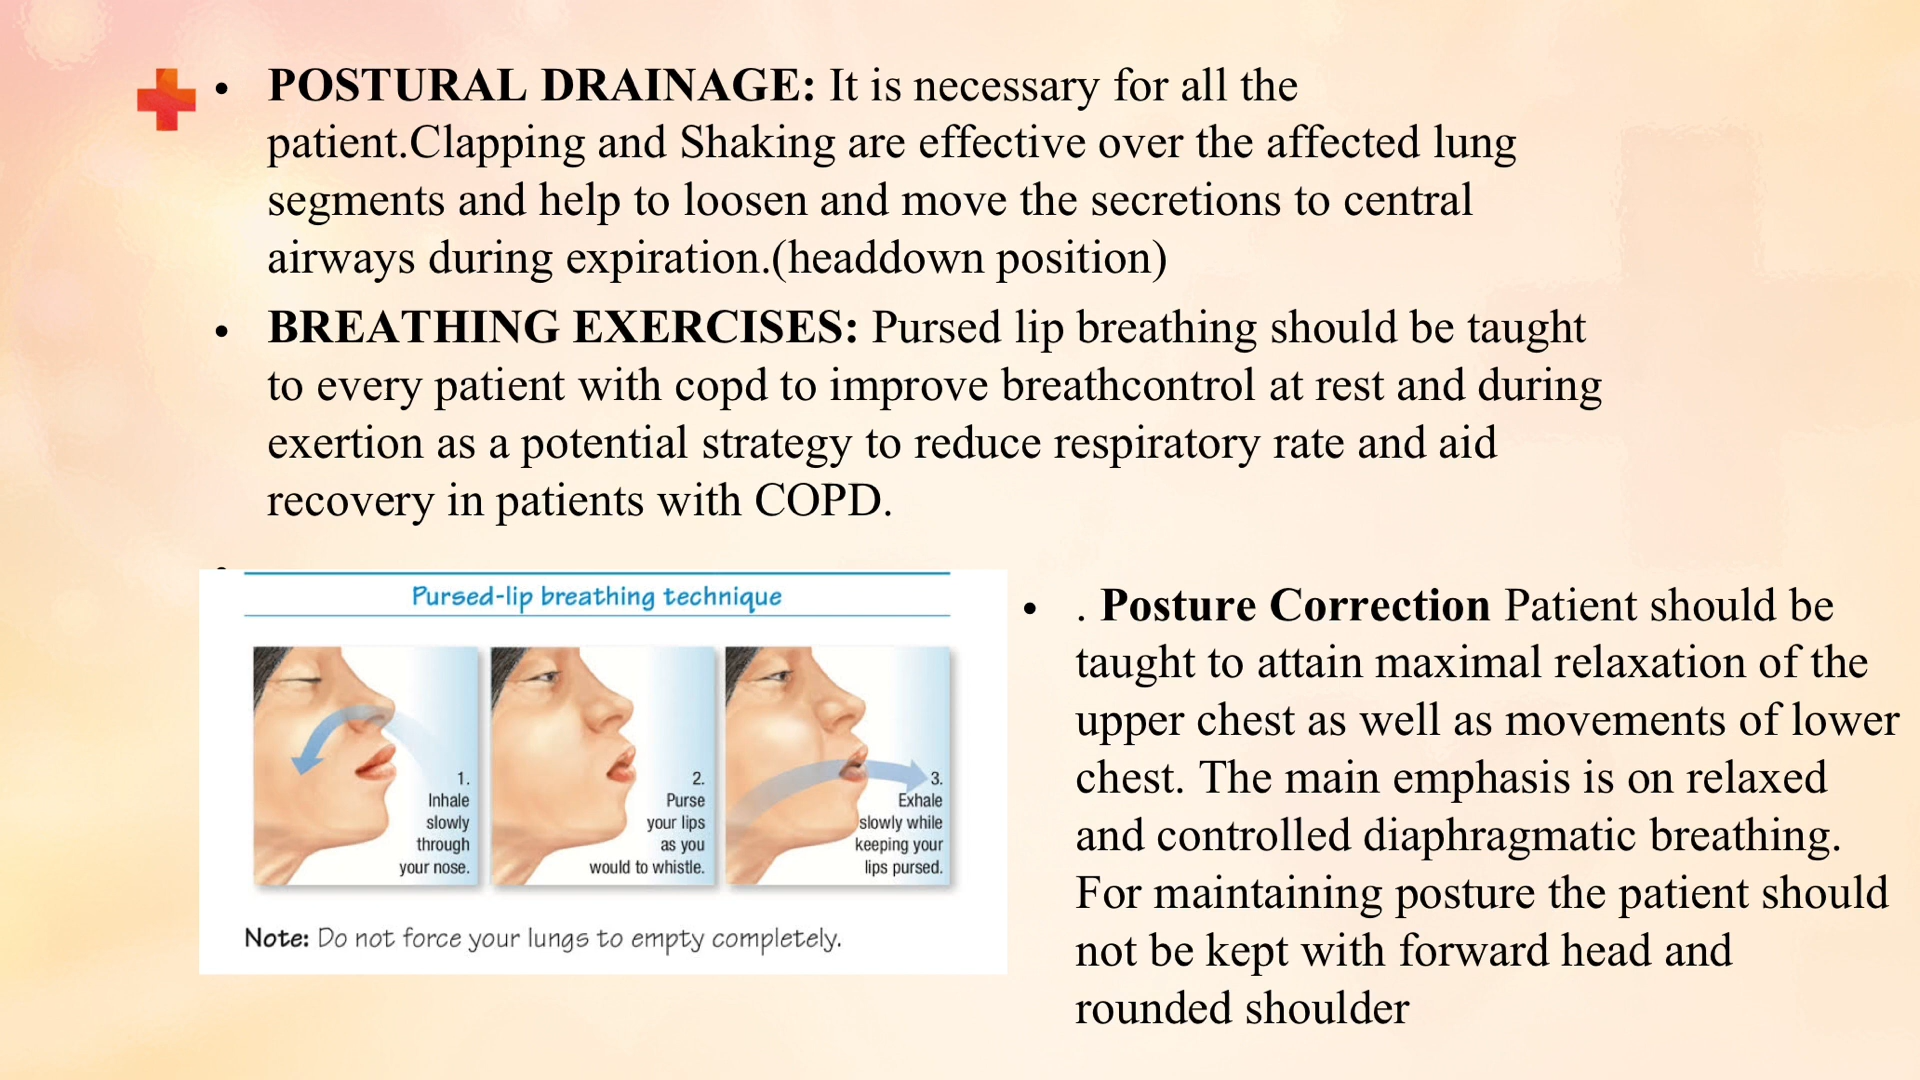 • POSTURAL DRAINAGE: It is necessary for all the
patient.Clapping and Shaking are effective over the affected lung
segments and help to loosen and move the secretions to central
airways during expiration.(headdown position)
• BREATHING EXERCISES: Pursed lip breathing should be taught
to every patient with copd to improve breathcontrol at rest and during
exertion as a potential strategy to reduce respiratory rate and aid
recovery in patients with COPD.
Pursed-lip breathing technique
1.
Inhale
slowly
through
your nose.
2.
Purse
your lips
as you
would to whistle.
3.
Exhale
slowly while
keeping your
lips pursed.
Note: Do not force your lungs to empty completely.
• . Posture Correction Patient should be
taught to attain maximal relaxation of the
upper chest as well as movements of lower
chest. The main emphasis is on relaxed
and controlled diaphragmatic breathing.
For maintaining posture the patient should
not be kept with forward head and
rounded shoulder